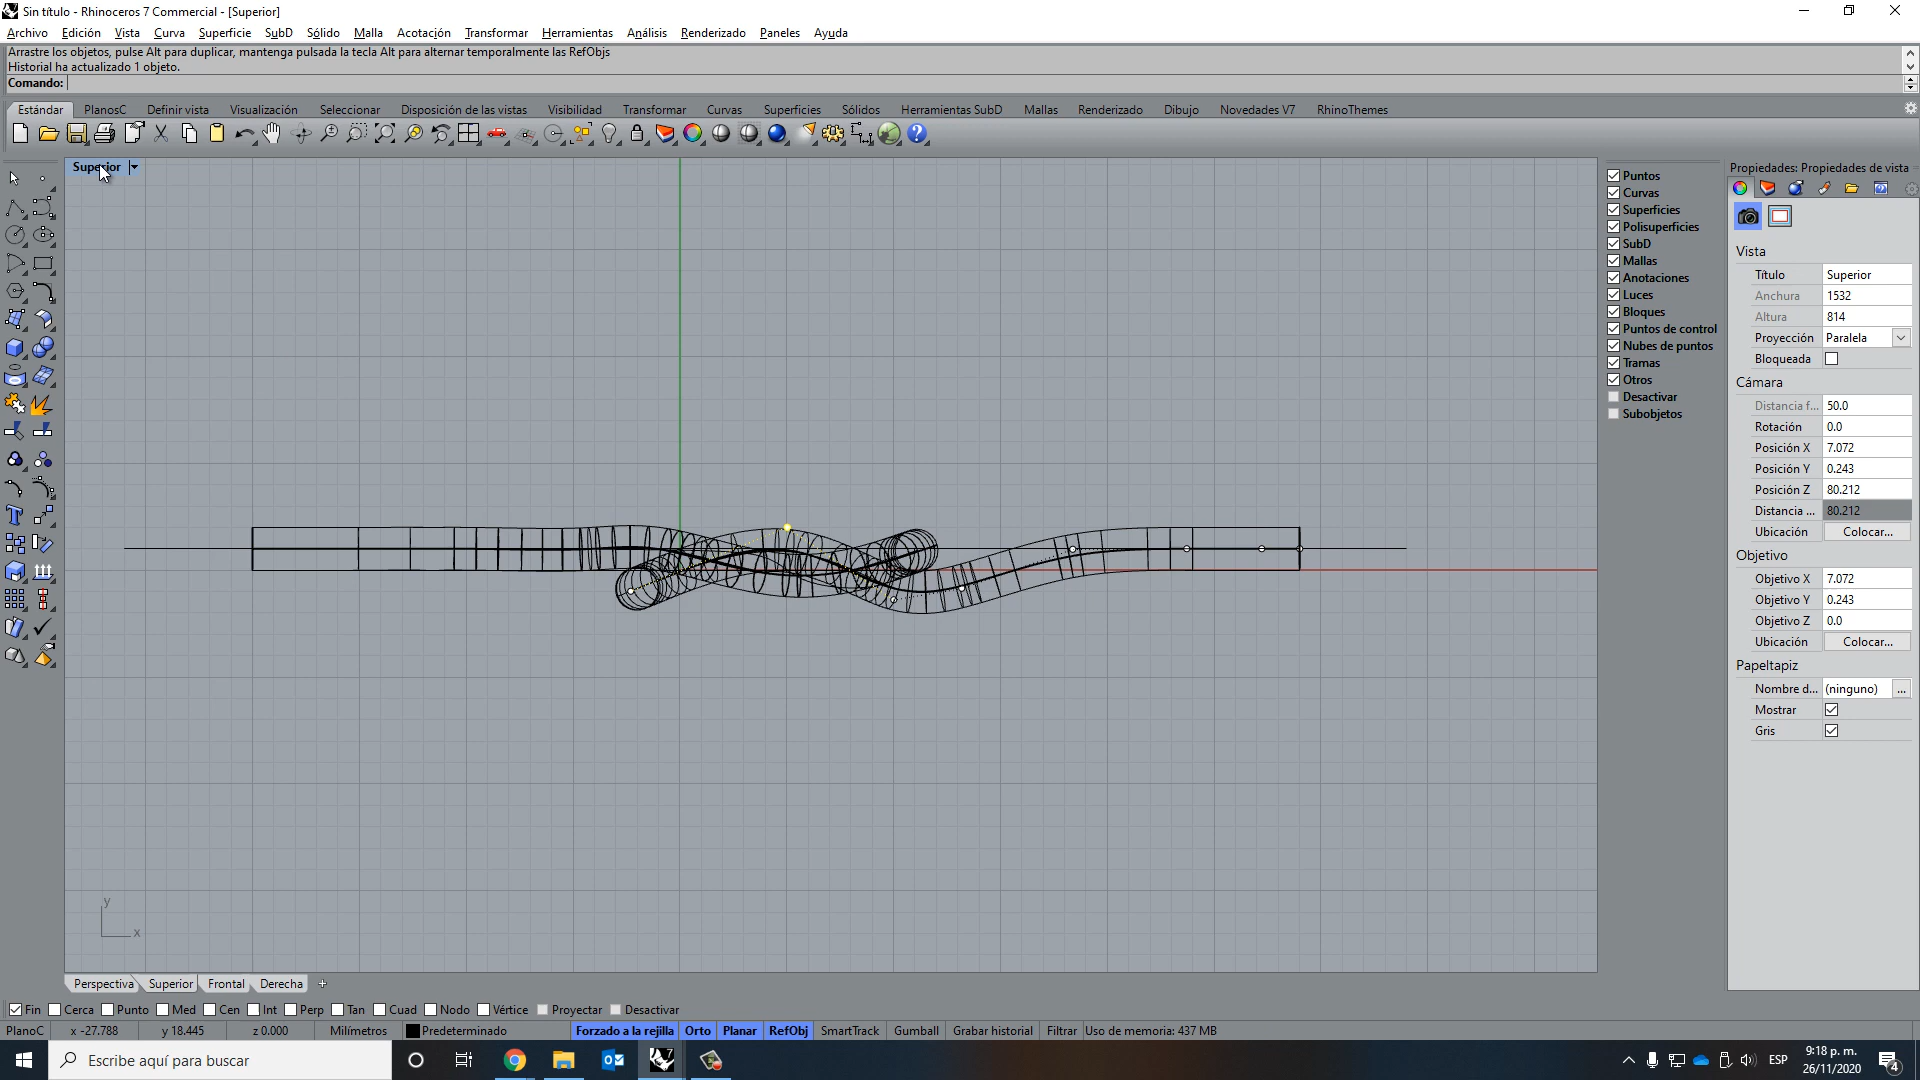 Sin título - Rhinoceros 7 Commercial - [Superior]
Archivo Edición Vista Curva Superficie SubD Sólido Malla Acotación Transformar Herramientas Análisis Renderizado Paneles Ayuda
Arrastre los objetos, pulse Alt para duplicar, mantenga pulsada la tecla Alt para alternar temporalmente las RefObjs
Historial ha actualizado 1 objeto.
Comando:
Estándar PlanosC Definir vista Visualización Seleccionar Disposición de las vistas Visibilidad Transformar Curvas Superficies Sólidos Herramientas SubD Mallas Renderizado Dibujo Novedades V7 RhinoThemes
Superior
Puntos
Curvas
Superficies
Polisuperficies
SubD
Mallas
Anotaciones
Luces
Bloques
Puntos de control
Nubes de puntos
Tramas
Otros
Desactivar
Subobjetos
Propiedades: Propiedades de vista
Vista
Título Superior
Anchura 1532
Altura 814
Proyección Paralela
Bloqueada
Cámara
Distancia f... 50.0
Rotación 0.0
Posición X 7.072
Posición Y 0.243
Posición Z 80.212
Distancia ... 80.212
Ubicación Colocar...
Objetivo
Objetivo X 7.072
Objetivo Y 0.243
Objetivo Z 0.0
Ubicación Colocar...
Papeltapiz
Nombre d... (ninguno) ...
Mostrar
Gris
y
x
Perspectiva Superior Frontal Derecha
Fin Cerca Punto Med Cen Int Perp Tan Cuad Nodo Vértice Proyectar Desactivar
PlanoC x -27.788 y 18.445 z 0.000 Milímetros Predeterminado Forzado a la rejilla Orto Planar RefObj SmartTrack Gumball Grabar historial Filtrar Uso de memoria: 437 MB
Escribe aquí para buscar
ESP
9:18 p. m.
26/11/2020
4